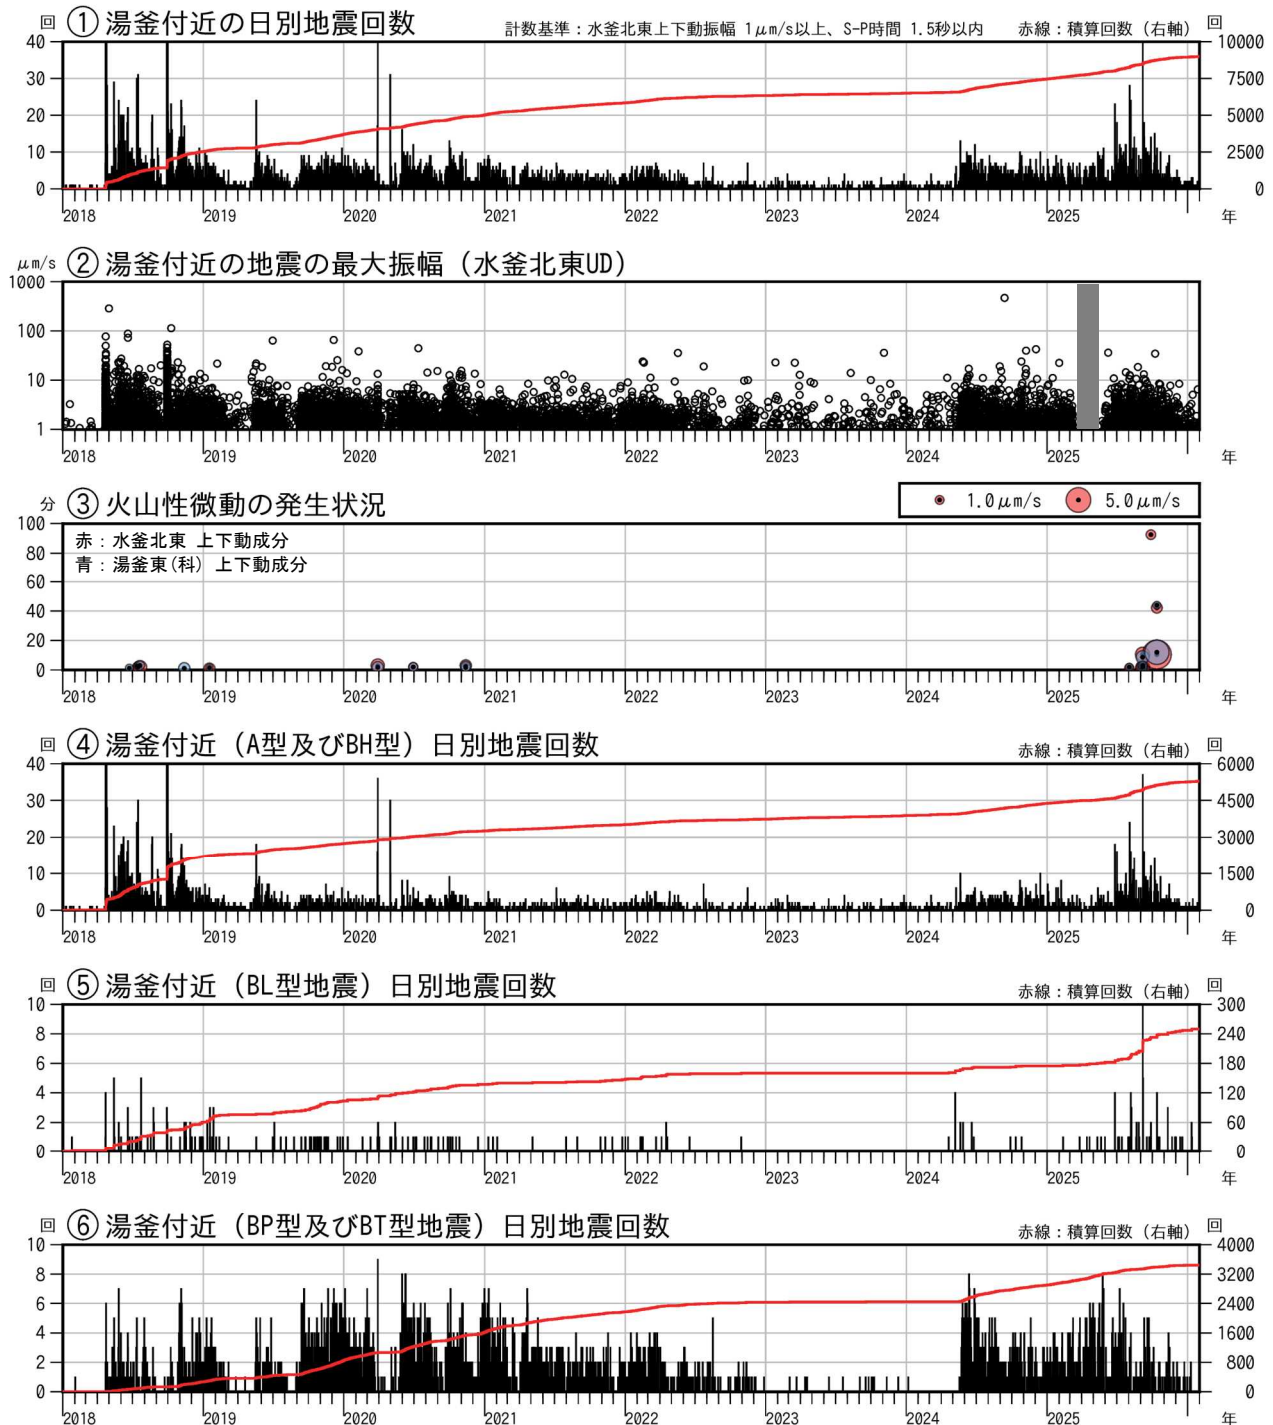 回 ①湯釜付近の日別地震回数 計数基準：水釜北東上下動振幅 1μm/s以上、S-P時間 1.5秒以内 赤線：積算回数（右軸） 回
40 10000
30 7500
20 5000
10 2500
0 0
2018 2019 2020 2021 2022 2023 2024 2025 年
μm/s ②湯釜付近の地震の最大振幅（水釜北東UD）
1000
100
10
1
2018 2019 2020 2021 2022 2023 2024 2025 年
分 ③火山性微動の発生状況 1.0μm/s 5.0μm/s
100
赤：水釜北東 上下動成分
80
青：湯釜東(科) 上下動成分
60
40
20
0
2018 2019 2020 2021 2022 2023 2024 2025 年
回 ④湯釜付近（A型及びBH型）日別地震回数 赤線：積算回数（右軸） 回
40 6000
30 4500
20 3000
10 1500
0 0
2018 2019 2020 2021 2022 2023 2024 2025 年
回 ⑤湯釜付近（BL型地震）日別地震回数 赤線：積算回数（右軸） 回
10 300
8 240
6 180
4 120
2 60
0 0
2018 2019 2020 2021 2022 2023 2024 2025 年
回 ⑥湯釜付近（BP型及びBT型地震）日別地震回数 赤線：積算回数（右軸） 回
10 4000
8 3200
6 2400
4 1600
2 800
0 0
2018 2019 2020 2021 2022 2023 2024 2025 年